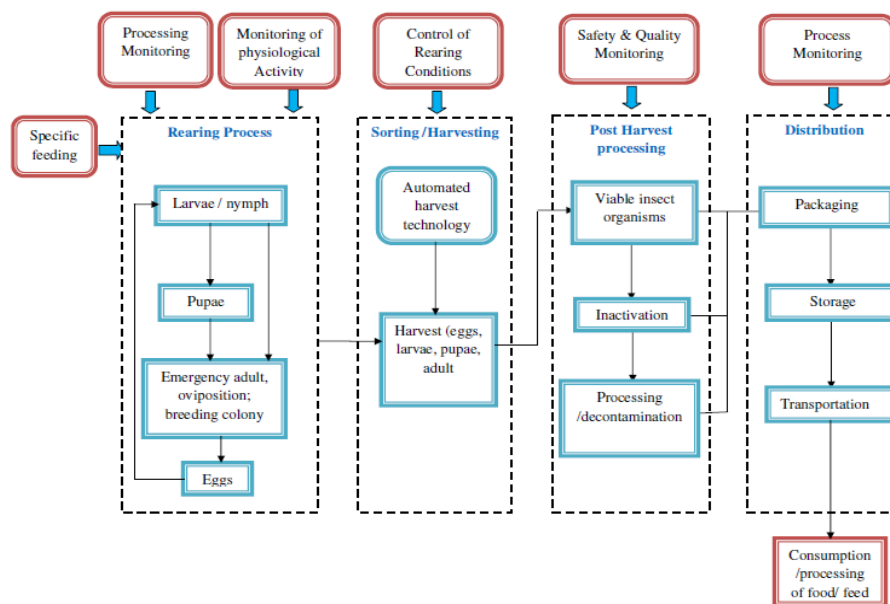 Processing
Monitoring
Monitoring of
physiological
Activity
Control of
Rearing
Conditions
Safety & Quality
Monitoring
Process
Monitoring
Specific
feeding
Rearing Process
Larvae / nymph
Pupae
Emergency adult,
oviposition;
breeding colony
Eggs
Sorting /Harvesting
Automated
harvest
technology
Harvest (eggs,
larvae, pupae,
adult
Post Harvest
processing
Viable insect
organisms
Inactivation
Processing
/decontamination
Distribution
Packaging
Storage
Transportation
Consumption
/processing
of food/ feed